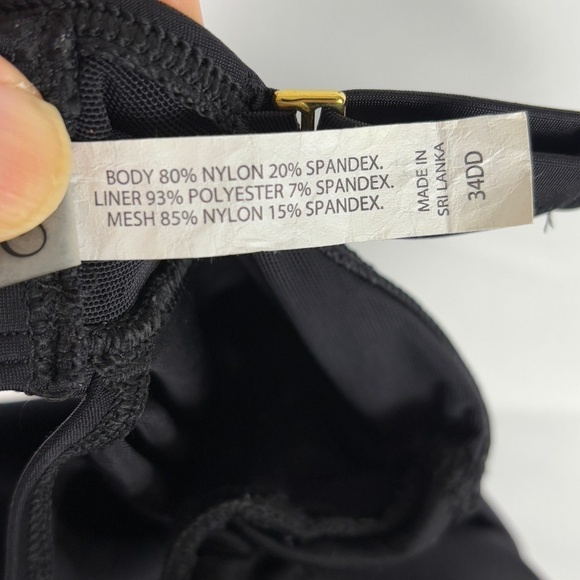 BODY 80% NYLON 20% SPANDEX.
LINER 93% POLYESTER 7% SPANDEX.
MESH 85% NYLON 15% SPANDEX.
MADE IN
SRI LANKA
34DD